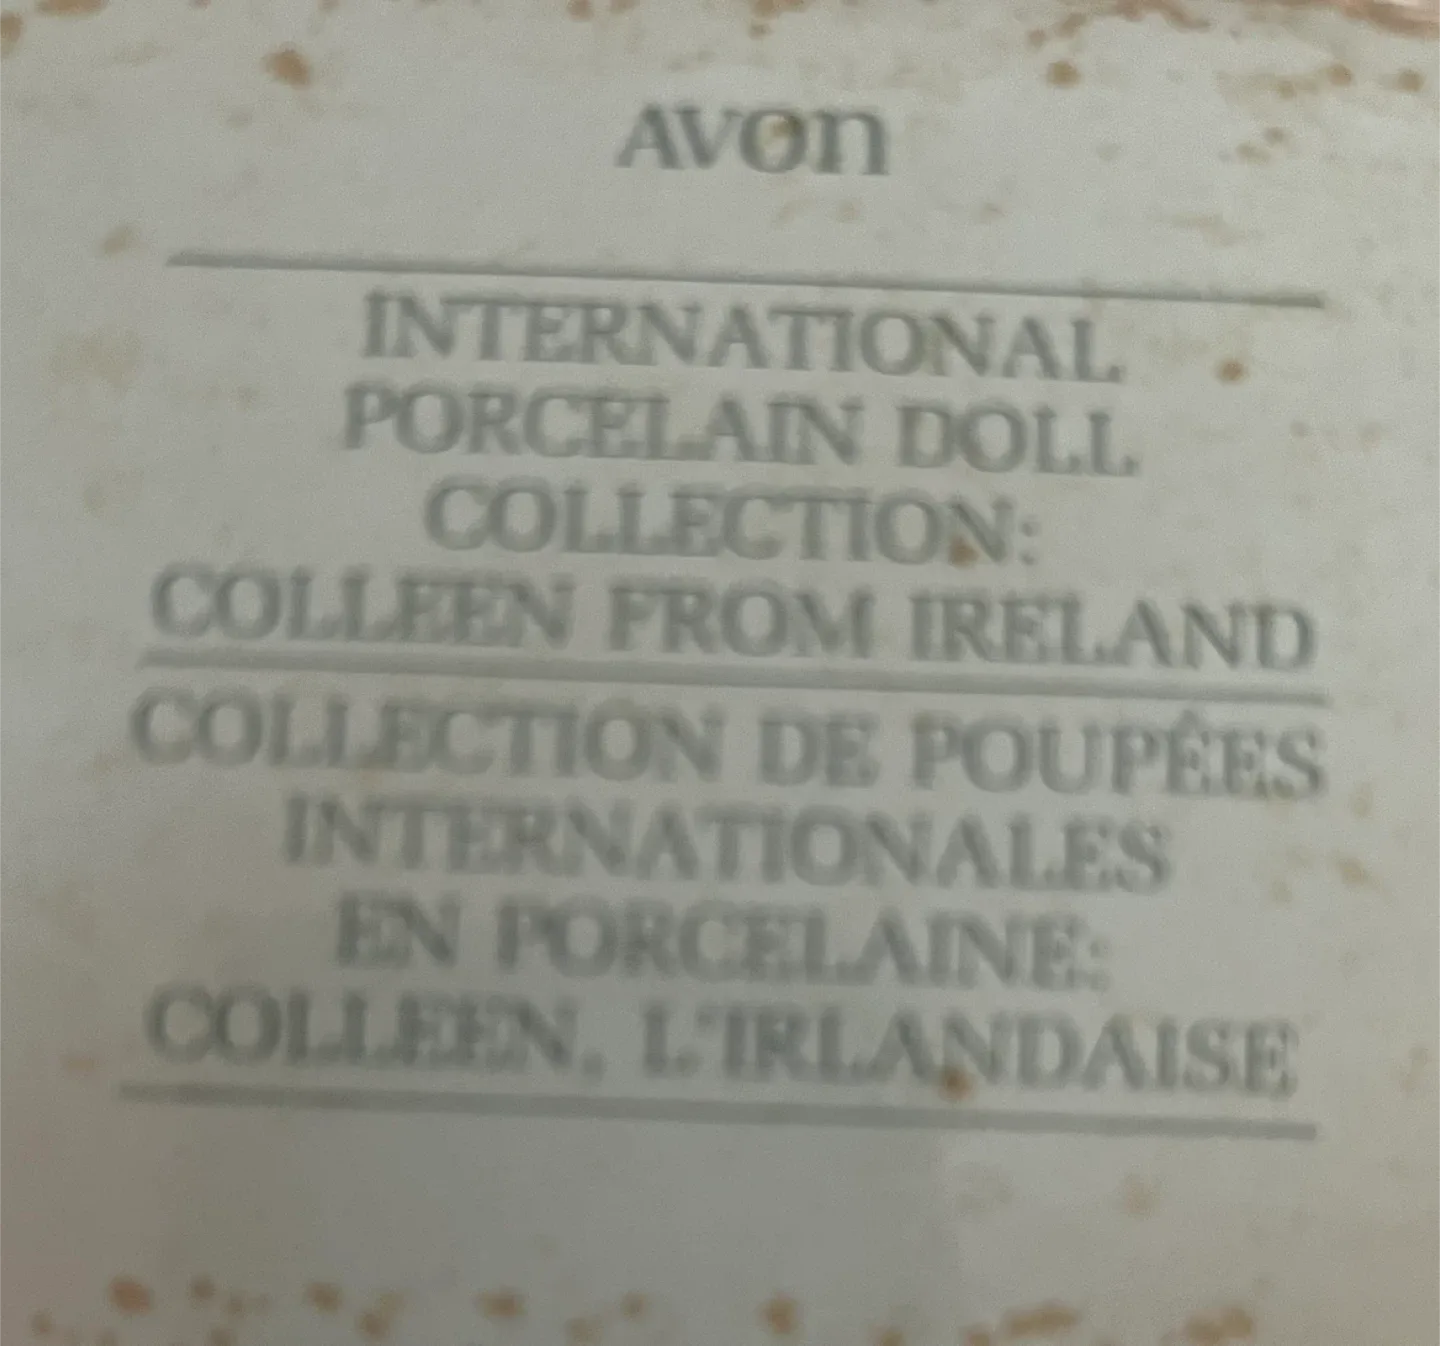 AVON
INTERNATIONAL
PORCELAIN DOLL
COLLECTION:
COLLEEN FROM IRELAND
COLLECTION DE POUPÉES
INTERNATIONALES
EN PORCELAINE:
COLLEEN, L'IRLANDAISE